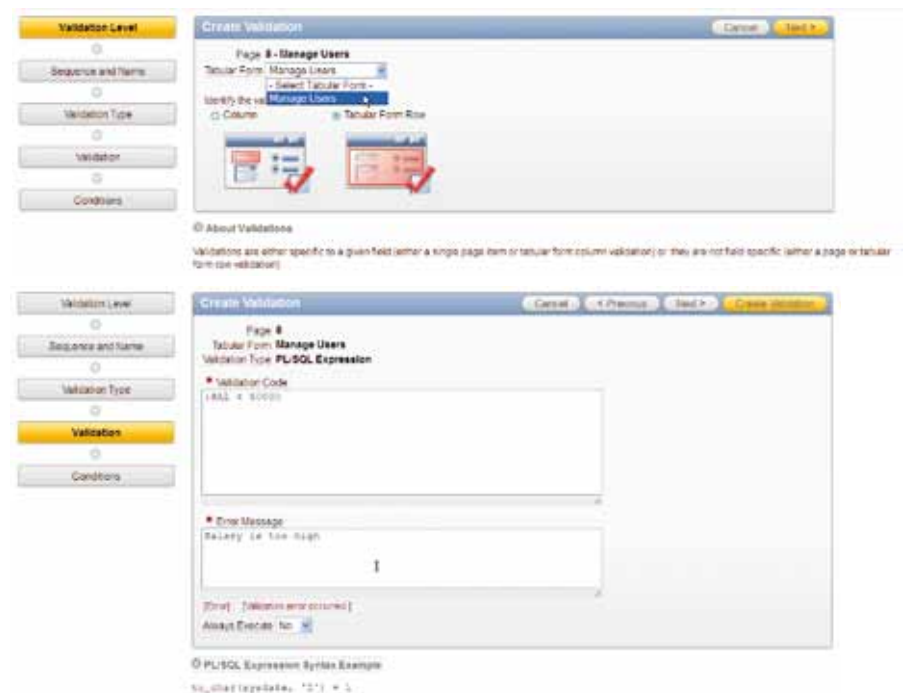 Validation Level
Create Validation
Cancel
Next >
Page 8 - Manage Users
Tabular Form Manage Users
- Select Tabular Form -
Manage Users
Identify the
Column
Tabular Form Row
Sequence and Name
Validation Type
Validation
Conditions
About Validations
Validations are either specific to a given field (either a single page item or tabular form column validation) or they are not field specific (either a page or tabular
form row validation)
Validation Level
Create Validation
Cancel
< Previous
Next >
Create Validation
Sequence and Name
Validation Type
Validation
Conditions
Page 8
Tabular Form Manage Users
Validation Type PL/SQL Expression
* Validation Code
* Error Message
Salary is too high
[Error] [Validation error occurred]
Always Execute No
PL/SQL Expression Syntax Example